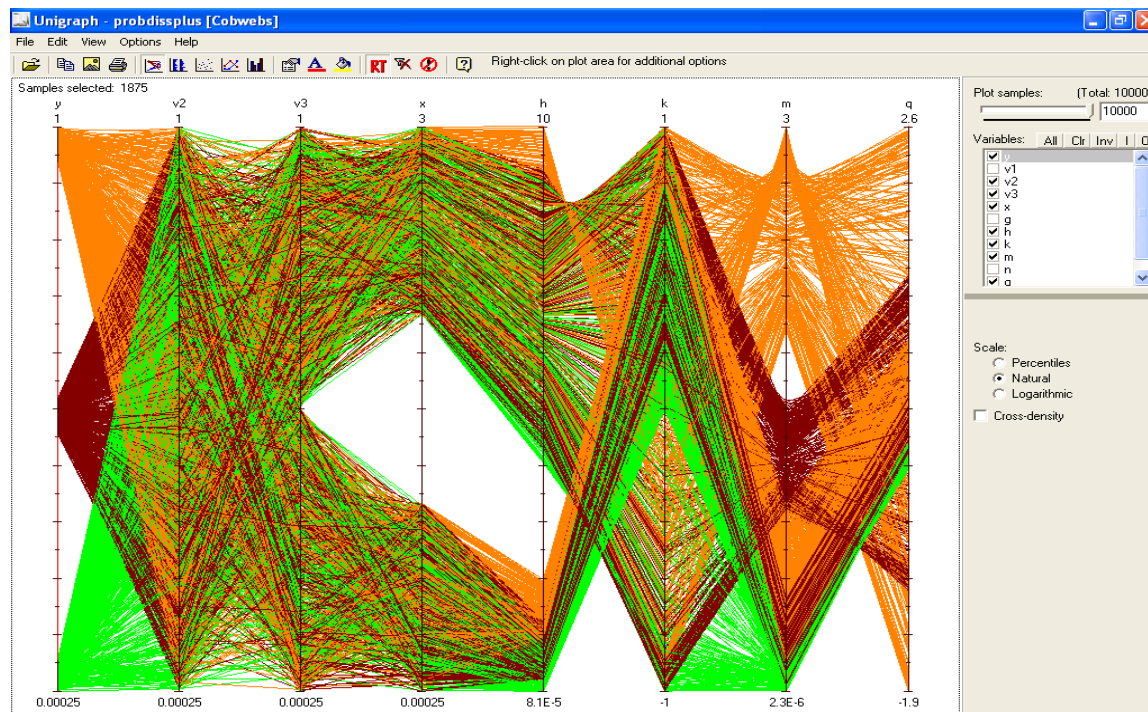 Unigraph - probdissplus [Cobwebs]
File Edit View Options Help
RT Right-click on plot area for additional options
Samples selected: 1875
y v2 v3 x h k m q
1 1 1 3 10 1 3 2.6
0.00025 0.00025 0.00025 0.00025 8.1E-5 -1 2.3E-6 -1.9
Plot samples: (Total: 10000
10000
Variables: All Clr Inv I
y
v1
v2
v3
x
g
h
k
m
n
q
Scale:
Percentiles
Natural
Logarithmic
Cross-density